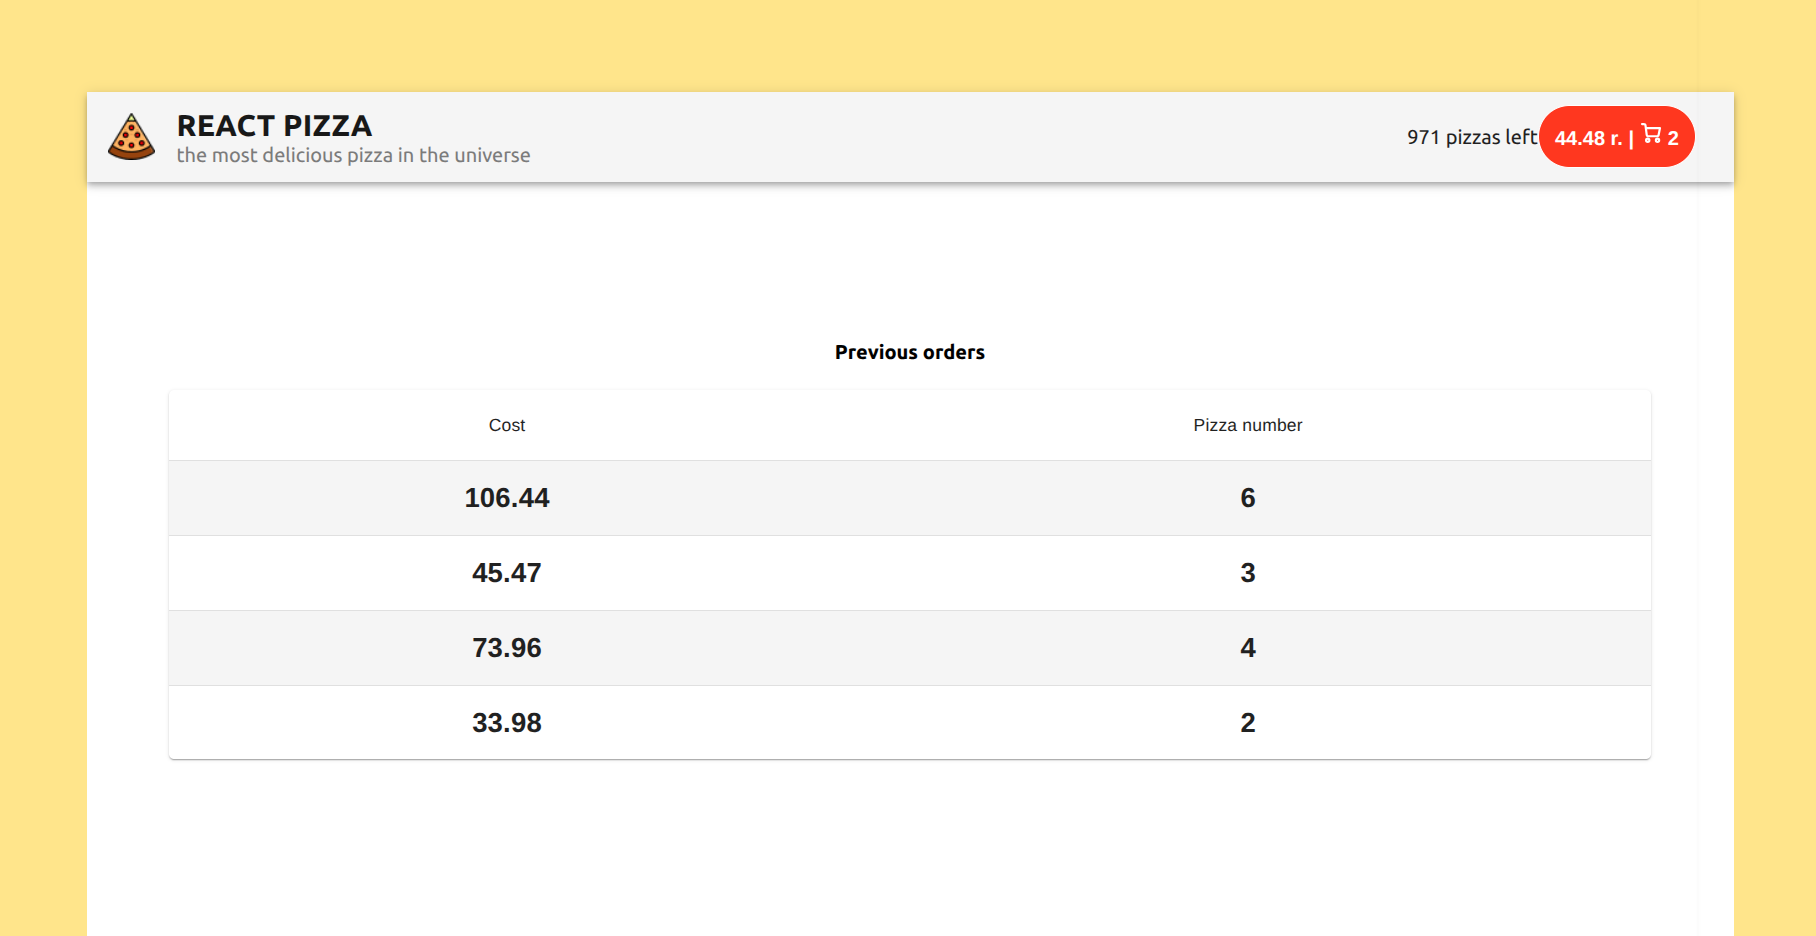 REACT PIZZA
the most delicious pizza in the universe
971 pizzas left 44.48 r. | 2
Previous orders
Cost Pizza number
106.44 6
45.47 3
73.96 4
33.98 2